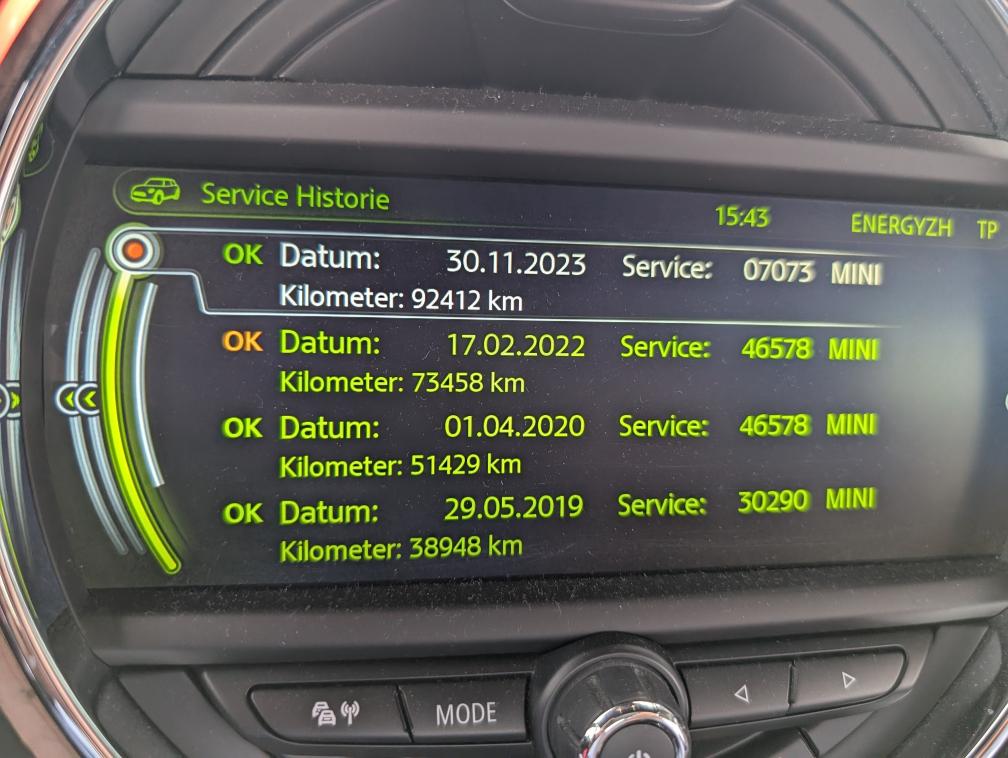 Service Historie 15:43 ENERGYZH TP
OK Datum: 30.11.2023 Service: 07073 MINI
Kilometer: 92412 km
OK Datum: 17.02.2022 Service: 46578 MINI
Kilometer: 73458 km
OK Datum: 01.04.2020 Service: 46578 MINI
Kilometer: 51429 km
OK Datum: 29.05.2019 Service: 30290 MINI
Kilometer: 38948 km
MODE